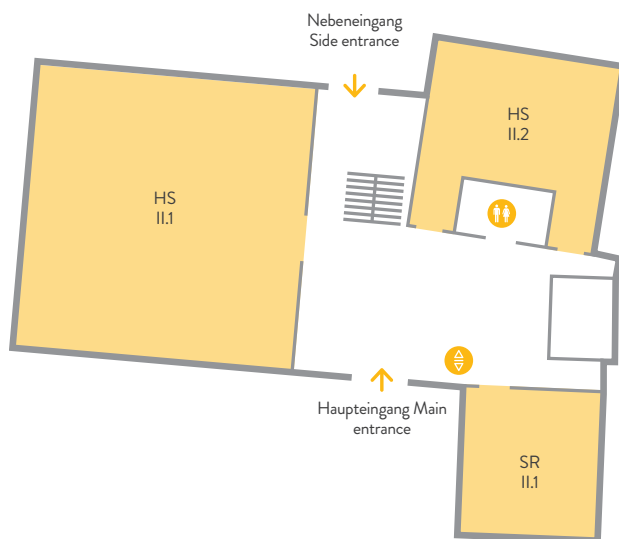 Nebeneingang
Side entrance
HS
II.2
HS
II.1
Haupteingang Main
entrance
SR
II.1